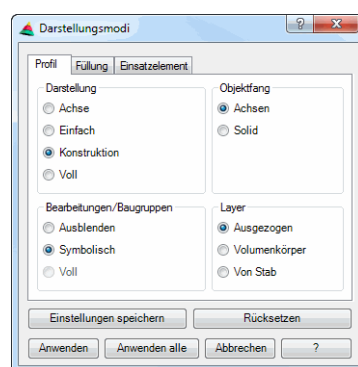 Darstellungsmodi ?
Profil Füllung Einsatzelement
Darstellung
Achse
Einfach
Konstruktion
Voll
Objektfang
Achsen
Solid
Bearbeitungen/Baugruppen
Ausblenden
Symbolisch
Voll
Layer
Ausgezogen
Volumenkörper
Von Stab
Einstellungen speichern Rücksetzen
Anwenden Anwenden alle Abbrechen ?